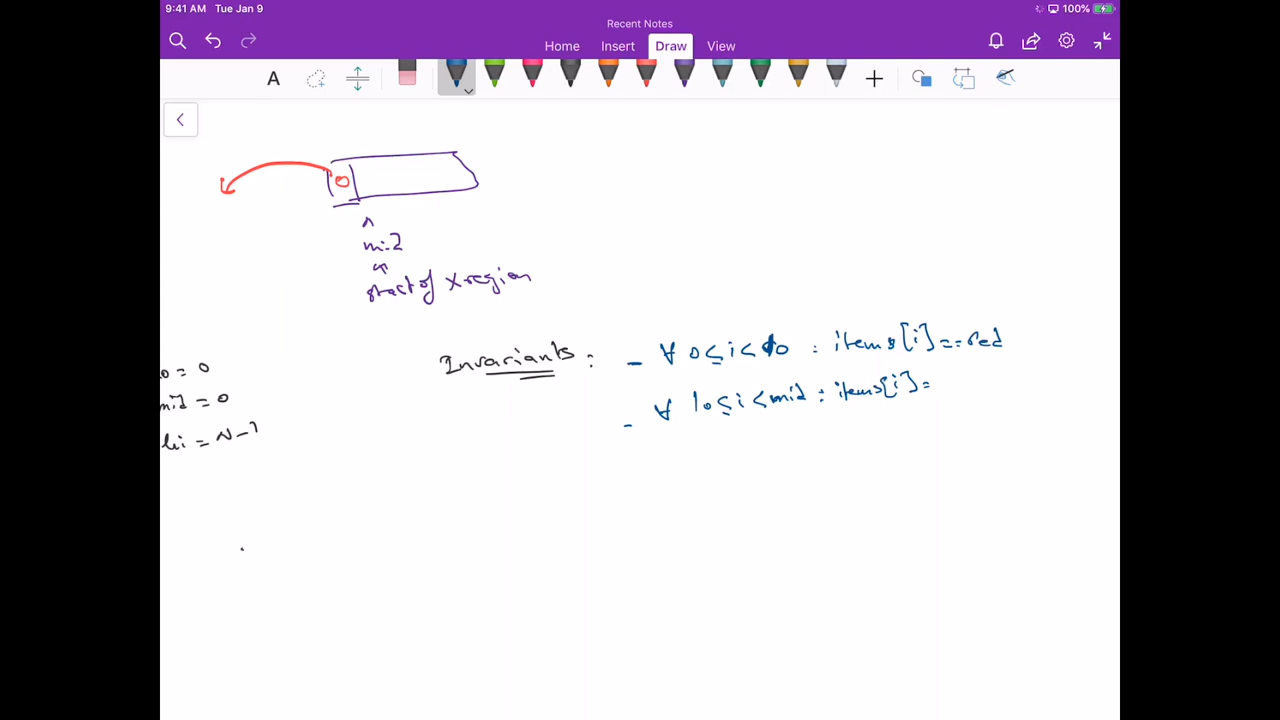 9:41 AM Tue Jan 9
100%
Recent Notes
Home Insert Draw View
A
0
mid
start of X region
Invariants : - ∀ 0 ≤ i < lo : items[i] == red
- ∀ lo ≤ i < mid : items[i] =
lo = 0
mid = 0
hi = N-1